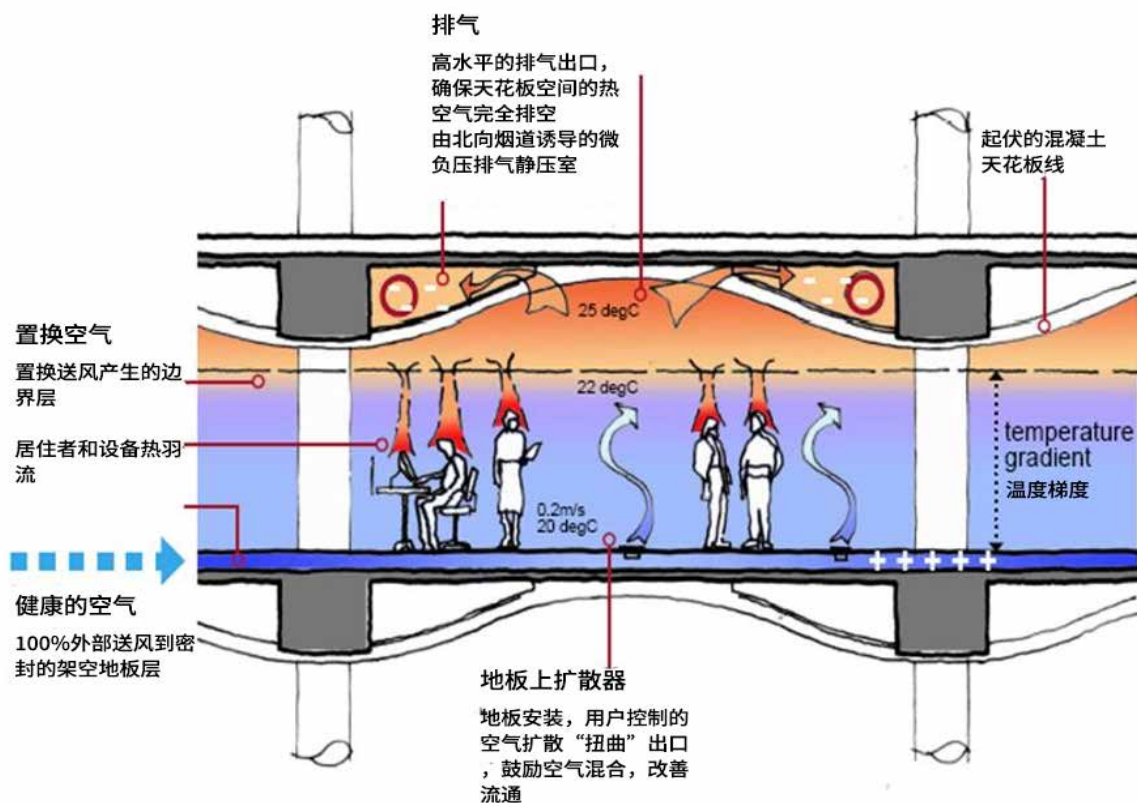 排气
高水平的排气出口，
确保天花板空间的热
空气完全排空
由北向烟道诱导的微
负压排气静压室
起伏的混凝土
天花板线
25 degC
置换空气
置换送风产生的边
界层
22 degC
居住者和设备热羽
流
temperature
gradient
温度梯度
0.2m/s
20 degC
健康的空气
100%外部送风到密
封的架空地板层
地板上扩散器
地板安装，用户控制的
空气扩散“扭曲”出口
，鼓励空气混合，改善
流通